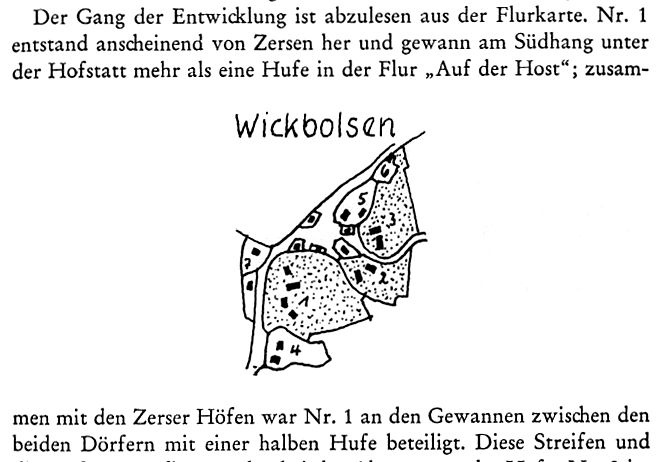 Der Gang der Entwicklung ist abzulesen aus der Flurkarte. Nr. 1
entstand anscheinend von Zersen her und gewann am Südhang unter
der Hofstatt mehr als eine Hufe in der Flur „Auf der Host“; zusam-
Wickbolsen
6
5
3
7
2
1
4
men mit den Zerser Höfen war Nr. 1 an den Gewannen zwischen den
beiden Dörfern mit einer halben Hufe beteiligt. Diese Streifen und